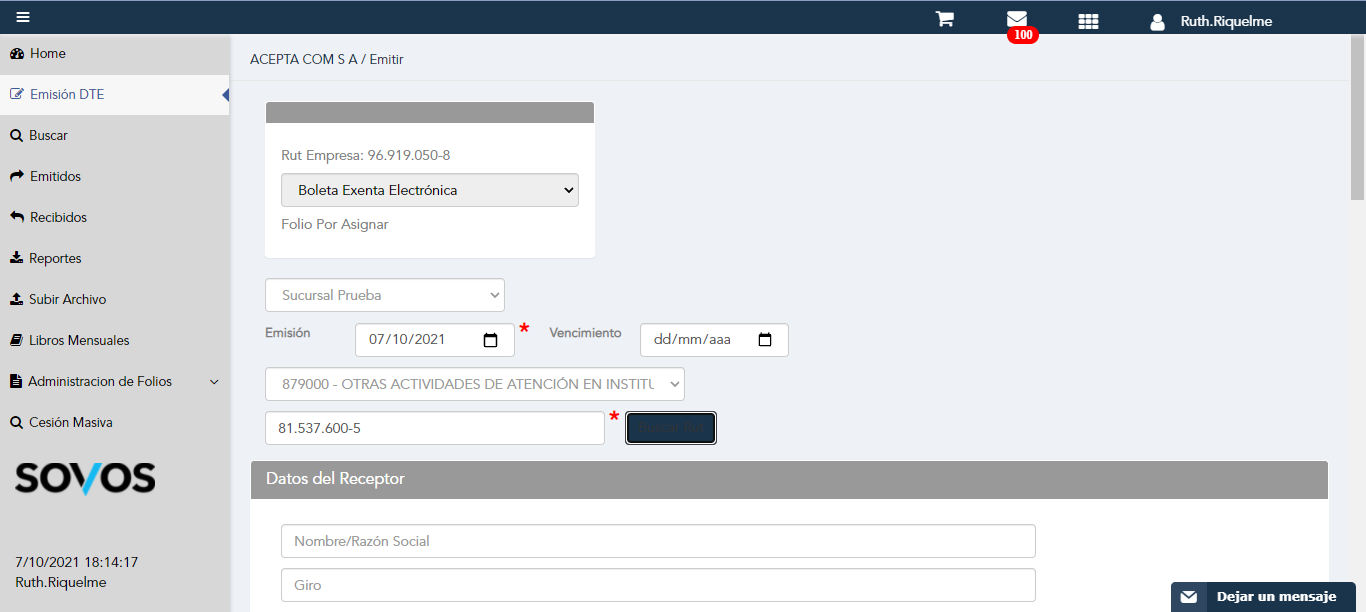 Ruth.Riquelme
100
Home
Emisión DTE
Buscar
Emitidos
Recibidos
Reportes
Subir Archivo
Libros Mensuales
Administracion de Folios
Cesión Masiva
SOVOS
7/10/2021 18:14:17
Ruth.Riquelme
ACEPTA COM S A / Emitir
Rut Empresa: 96.919.050-8
Boleta Exenta Electrónica
Folio Por Asignar
Sucursal Prueba
Emisión 07/10/2021 * Vencimiento dd/mm/aaa
879000 - OTRAS ACTIVIDADES DE ATENCIÓN EN INSTITU
81.537.600-5 * Buscar Rut
Datos del Receptor
Nombre/Razón Social
Giro
Dejar un mensaje